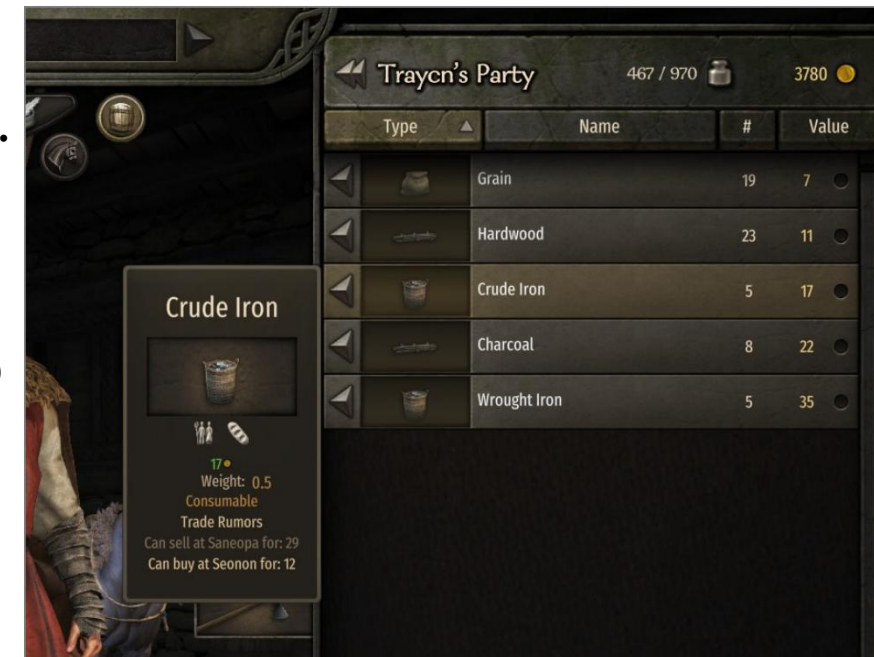 Traycn's Party 467 / 970 3780
Type Name # Value
Grain 19 7
Hardwood 23 11
Crude Iron 5 17
Charcoal 8 22
Wrought Iron 5 35
Crude Iron
17
Weight: 0.5
Consumable
Trade Rumors
Can sell at Saneopa for: 29
Can buy at Seonon for: 12